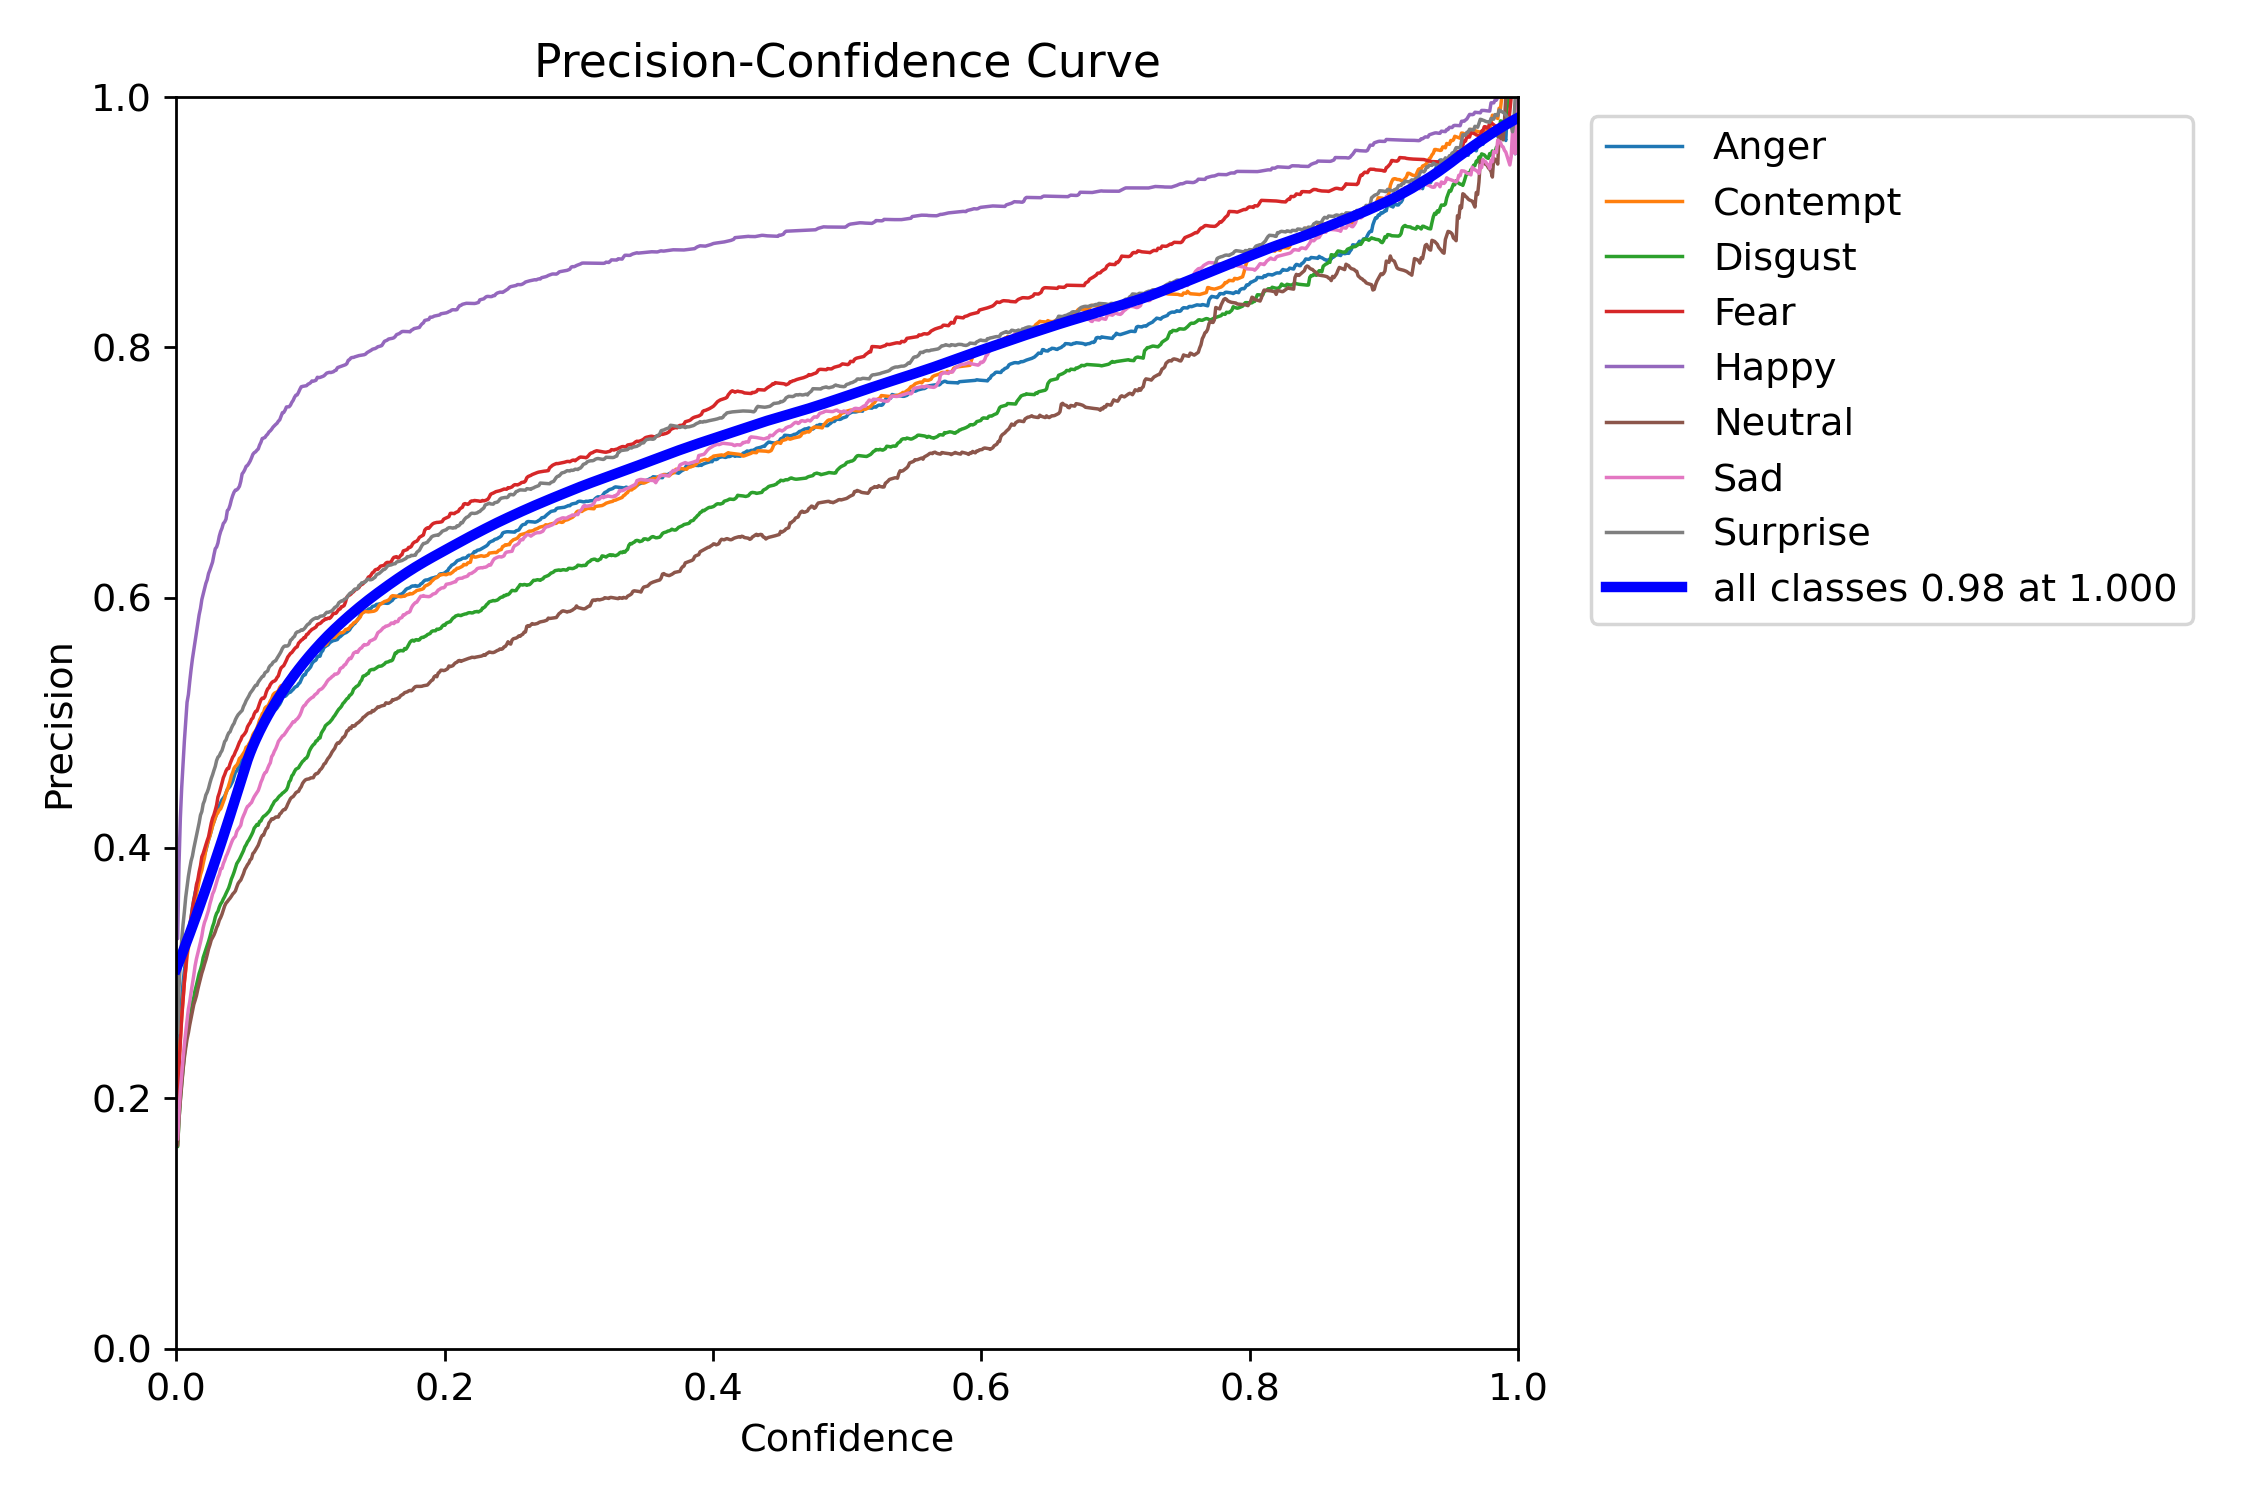 Precision-Confidence Curve
1.0
0.8
0.6
0.4
0.2
0.0
Precision
0.0 0.2 0.4 0.6 0.8 1.0
Confidence
Anger
Contempt
Disgust
Fear
Happy
Neutral
Sad
Surprise
all classes 0.98 at 1.000